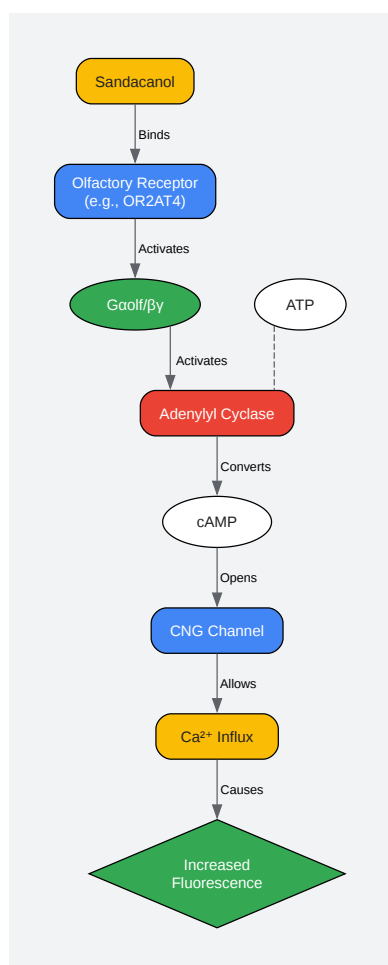 Sandacanol
Binds
Olfactory Receptor
(e.g., OR2AT4)
Activates
Gαolf/βγ
ATP
Activates
Adenylyl Cyclase
Converts
cAMP
Opens
CNG Channel
Allows
Ca²⁺ Influx
Causes
Increased
Fluorescence